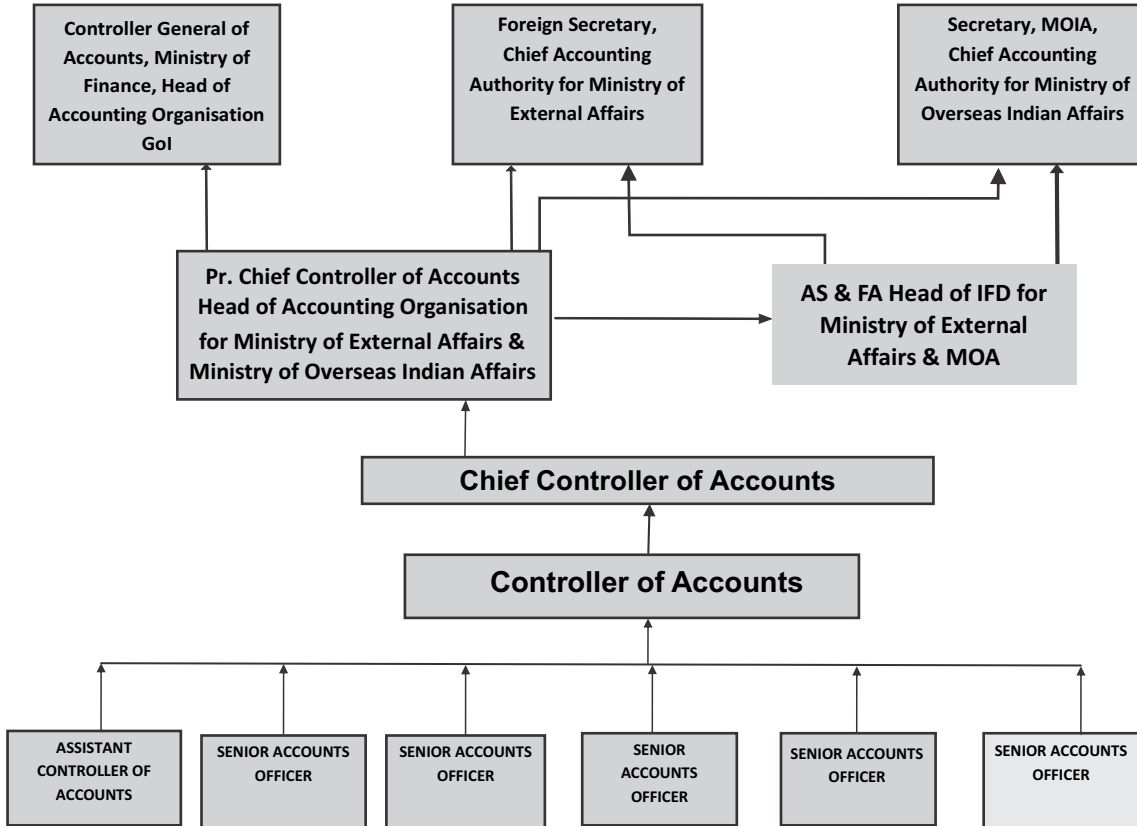 Controller General of
Accounts, Ministry of
Finance, Head of
Accounting Organisation
GoI
Foreign Secretary,
Chief Accounting
Authority for Ministry of
External Affairs
Secretary, MOIA,
Chief Accounting
Authority for Ministry of
Overseas Indian Affairs
Pr. Chief Controller of Accounts
Head of Accounting Organisation
for Ministry of External Affairs &
Ministry of Overseas Indian Affairs
AS & FA Head of IFD for
Ministry of External
Affairs & MOA
Chief Controller of Accounts
Controller of Accounts
ASSISTANT
CONTROLLER OF
ACCOUNTS
SENIOR ACCOUNTS
OFFICER
SENIOR ACCOUNTS
OFFICER
SENIOR
ACCOUNTS
OFFICER
SENIOR ACCOUNTS
OFFICER
SENIOR ACCOUNTS
OFFICER